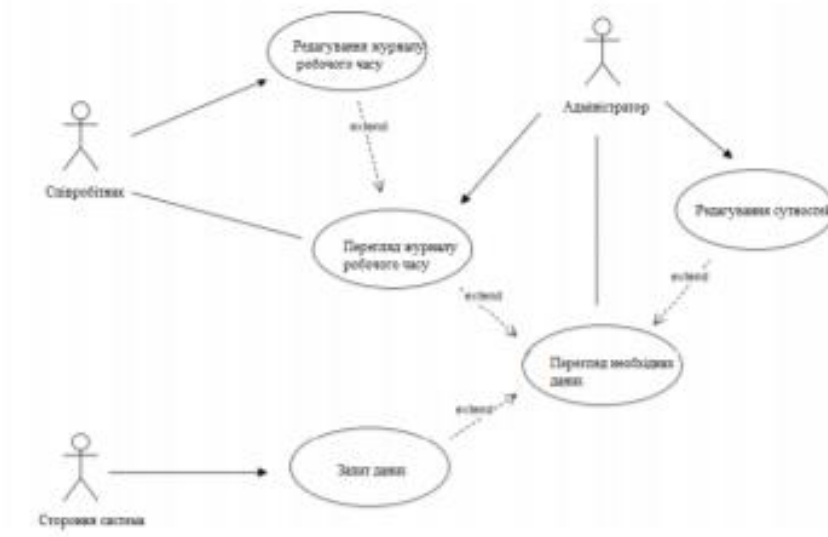 Редагування журналу
робочого часу
Адміністратор
extend
Співробітник
Редагування сутностей
Перегляд журналу
робочого часу
extend
extend
Перегляд необхідних
даних
extend
Запит даних
Стороння система